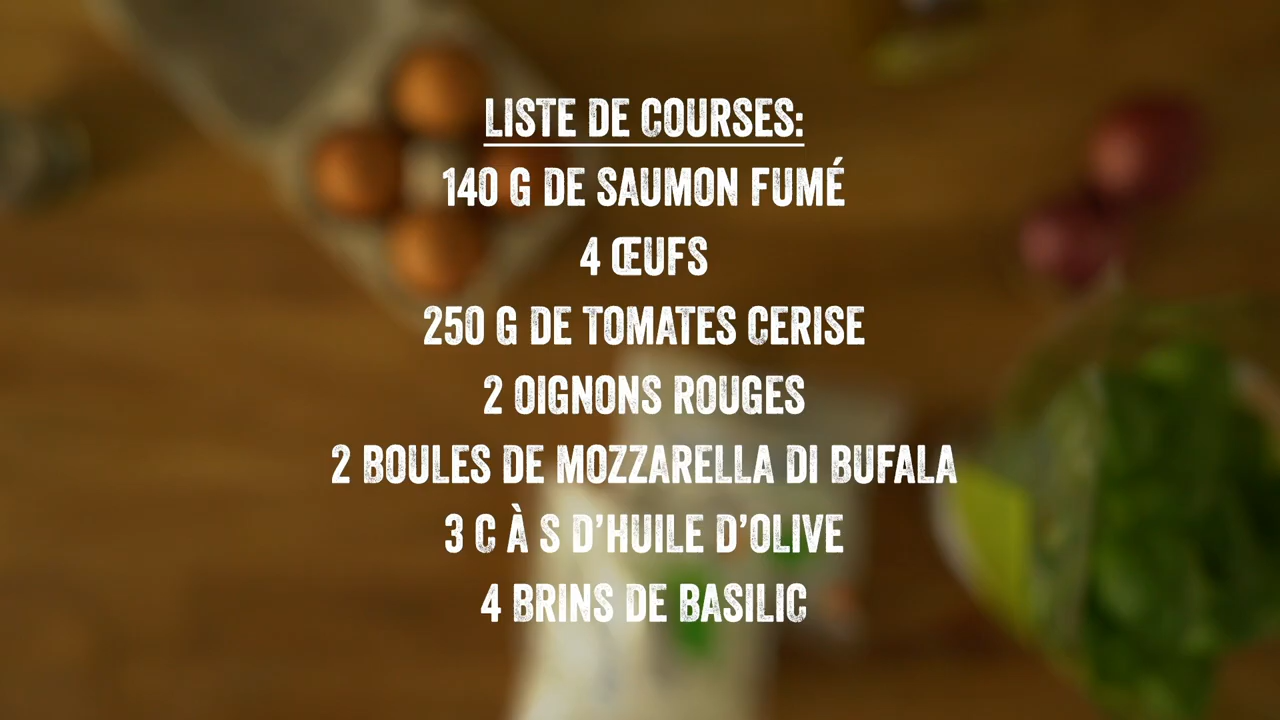 LISTE DE COURSES:
140 G DE SAUMON FUMÉ
4 ŒUFS
250 G DE TOMATES CERISE
2 OIGNONS ROUGES
2 BOULES DE MOZZARELLA DI BUFALA
3 C À S D’HUILE D’OLIVE
4 BRINS DE BASILIC